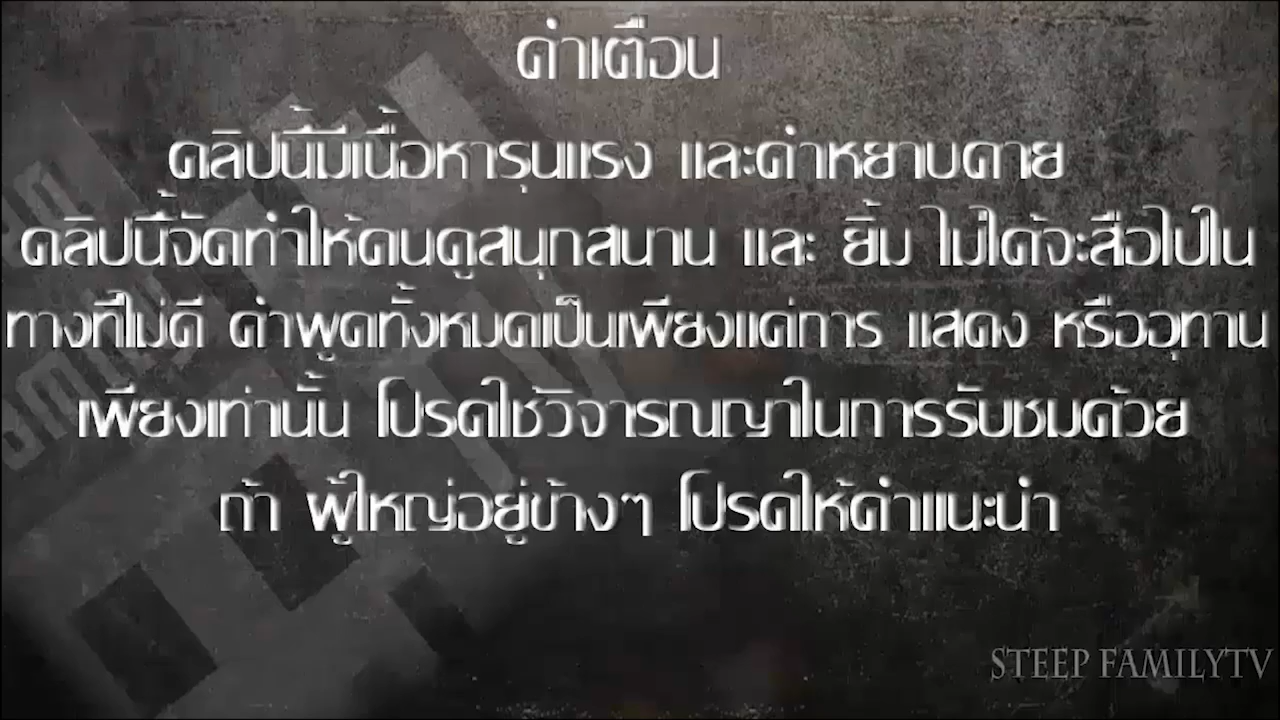 คำเตือน
คลิปนี้มีเนื้อหารุนแรง และคำหยาบคาย
คลิปนี้จัดทำให้คนดูสนุกสนาน และ ยิ้ม ไม่ได้จะสือไปใน
ทางที่ไม่ดี คำพูดทั้งหมดเป็นเพียงแค่การ แสดง หรืออุทาน
เพียงเท่านั้น โปรดใช้วิจารณญาในการรับชมด้วย
ถ้า ผู้ใหญ่อยู่ข้างๆ โปรดให้คำแนะนำ
STEEP FAMILYTV